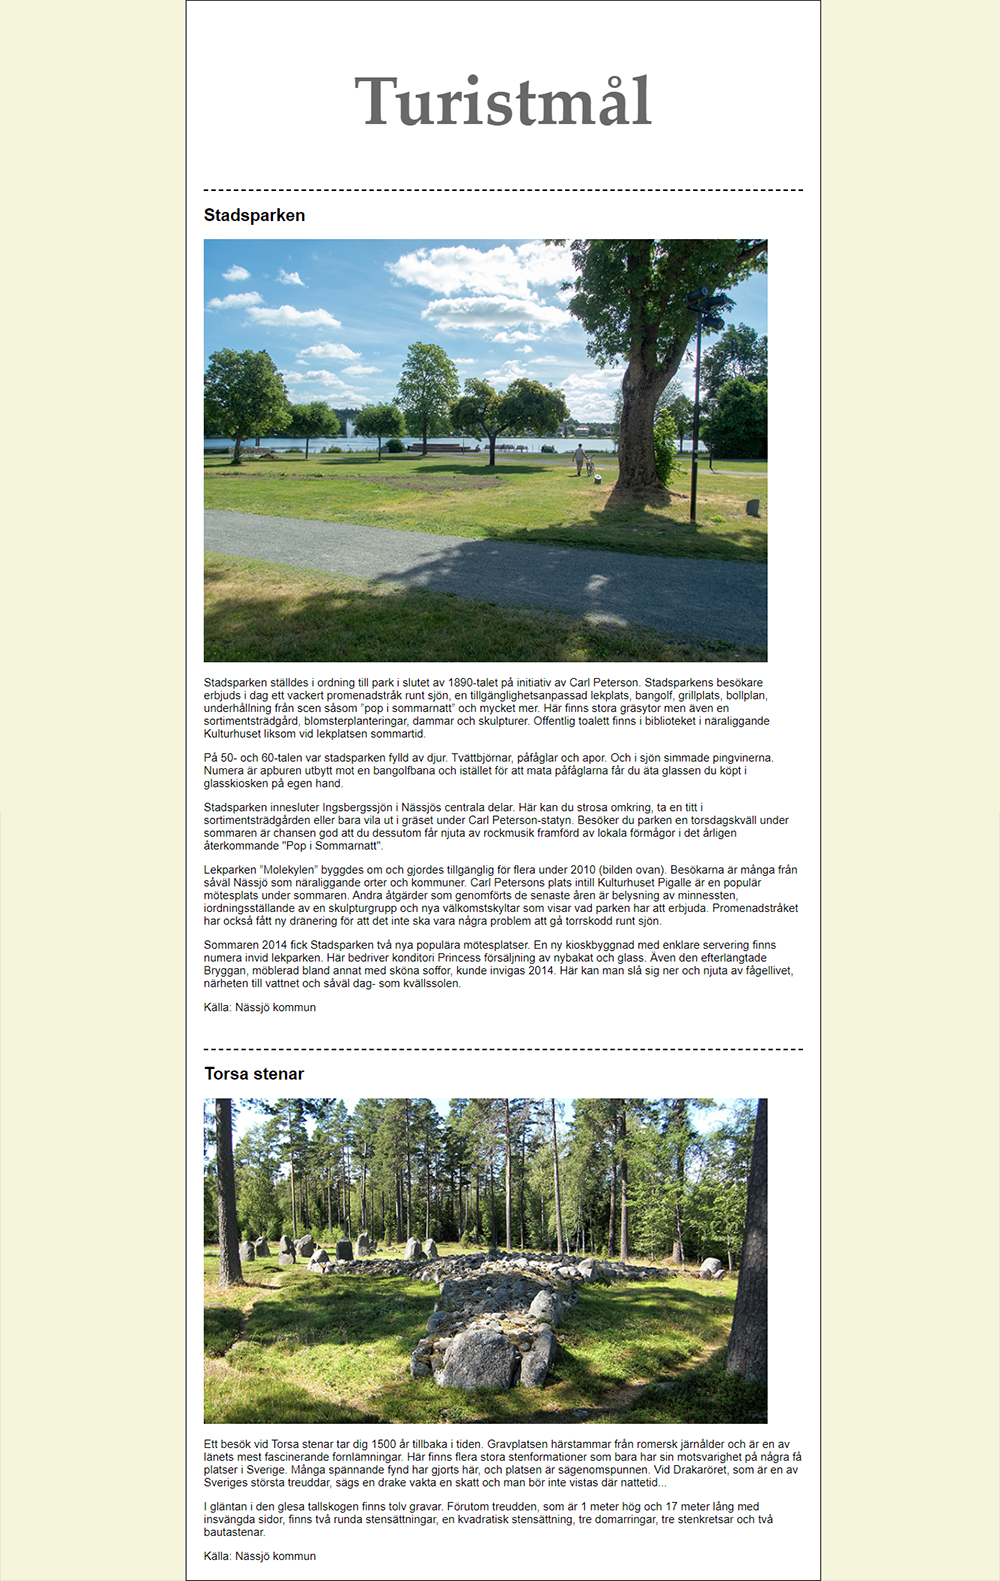 Turistmål
Stadsparken
Stadsparken ställdes i ordning till park i slutet av 1890-talet på initiativ av Carl Peterson. Stadsparkens besökare
erbjuds i dag ett vackert promenadstråk runt sjön, en tillgänglighetsanpassad lekplats, bangolf, grillplats, bollplan,
underhållning från scen såsom ”pop i sommarnatt” och mycket mer. Här finns stora gräsytor men även en
sortimentsträdgård, blomsterplanteringar, dammar och skulpturer. Offentlig toalett finns i biblioteket i näraliggande
Kulturhuset liksom vid lekplatsen sommartid.
På 50- och 60-talen var stadsparken fylld av djur. Tvättbjörnar, påfåglar och apor. Och i sjön simmade pingvinerna.
Numera är apburen utbytt mot en bangolfbana och istället för att mata påfåglarna får du äta glassen du köpt i
glasskiosken på egen hand.
Stadsparken innesluter Ingsbergssjön i Nässjös centrala delar. Här kan du strosa omkring, ta en titt i
sortimentsträdgården eller bara vila ut i gräset under Carl Peterson-statyn. Besöker du parken en torsdagskväll under
sommaren är chansen god att du dessutom får njuta av rockmusik framförd av lokala förmågor i det årligen
återkommande "Pop i Sommarnatt".
Lekparken ”Molekylen” byggdes om och gjordes tillgänglig för flera under 2010 (bilden ovan). Besökarna är många från
såväl Nässjö som näraliggande orter och kommuner. Carl Petersons plats intill Kulturhuset Pigalle är en populär
mötesplats under sommaren. Andra åtgärder som genomförts de senaste åren är belysning av minnessten,
iordningsställande av en skulpturgrupp och nya välkomstskyltar som visar vad parken har att erbjuda. Promenadstråket
har också fått ny dränering för att det inte ska vara några problem att gå torrskodd runt sjön.
Sommaren 2014 fick Stadsparken två nya populära mötesplatser. En ny kioskbyggnad med enklare servering finns
numera invid lekparken. Här bedriver konditori Princess försäljning av nybakat och glass. Även den efterlängtade
Bryggan, möblerad bland annat med sköna soffor, kunde invigas 2014. Här kan man slå sig ner och njuta av fågellivet,
närheten till vattnet och såväl dag- som kvällssolen.
Källa: Nässjö kommun
Torsa stenar
Ett besök vid Torsa stenar tar dig 1500 år tillbaka i tiden. Gravplatsen härstammar från romersk järnålder och är en av
länets mest fascinerande fornlämningar. Här finns flera stora stenformationer som bara har sin motsvarighet på några få
platser i Sverige. Många spännande fynd har gjorts här, och platsen är sägenomspunnen. Vid Drakaröret, som är en av
Sveriges största treuddar, sägs en drake vakta en skatt och man bör inte vistas där nattetid...
I gläntan i den glesa tallskogen finns tolv gravar. Förutom treudden, som är 1 meter hög och 17 meter lång med
insvängda sidor, finns två runda stensättningar, en kvadratisk stensättning, tre domarringar, tre stenkretsar och två
bautastenar.
Källa: Nässjö kommun